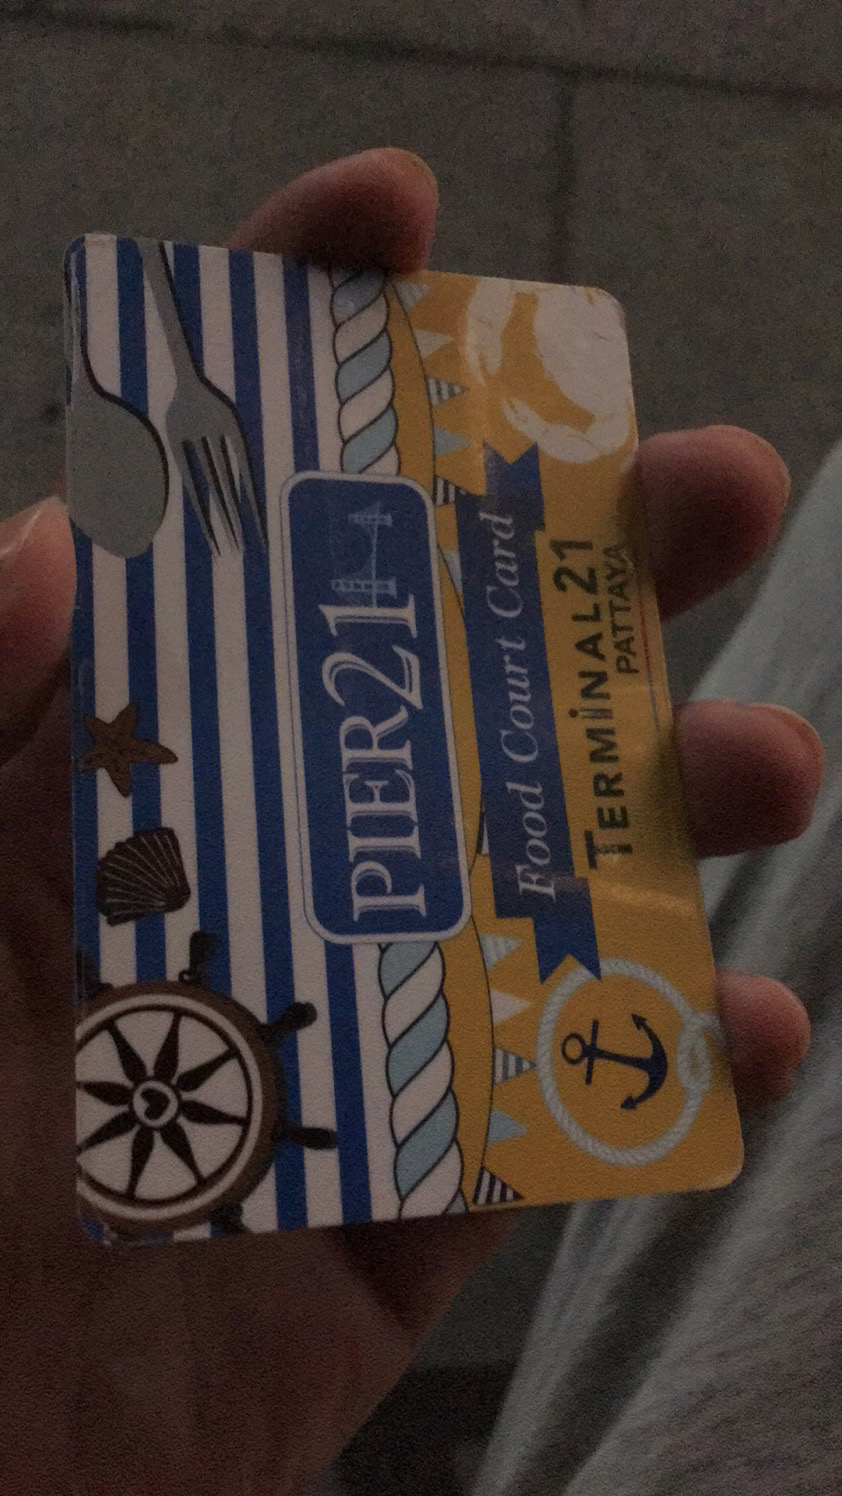 PIER21
Food Court Card
TERMINAL21
PATTAYA